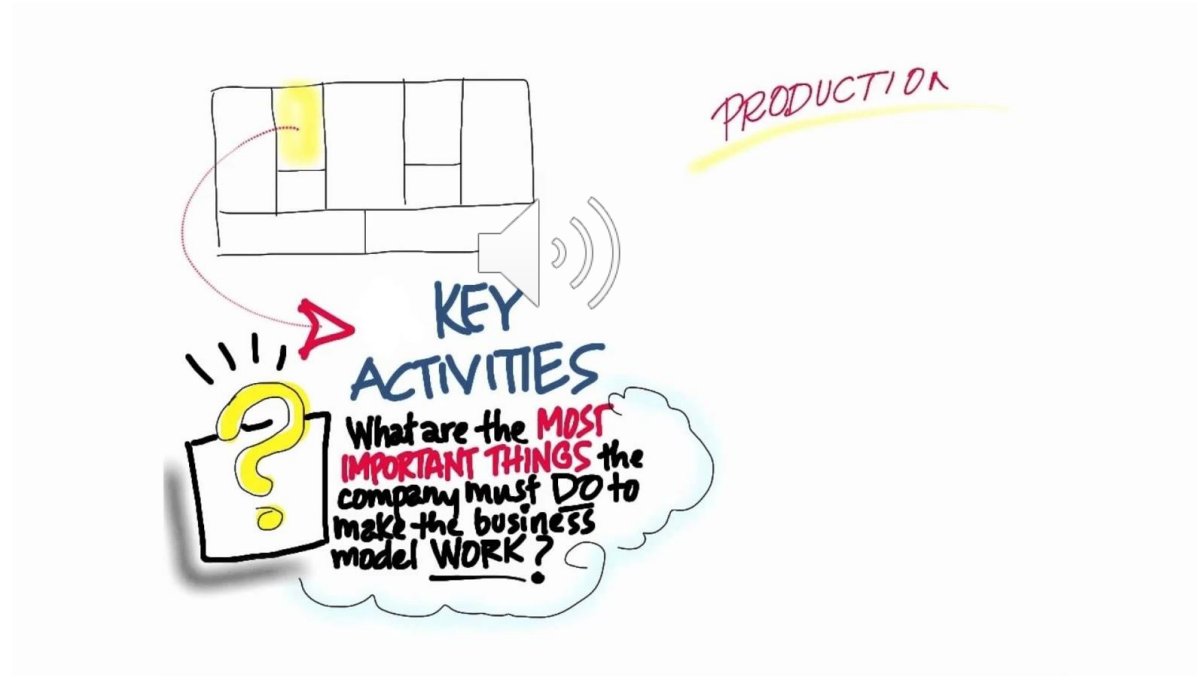 PRODUCTION
KEY
ACTIVITIES
What are the MOST
IMPORTANT THINGS the
company must DO to
make the business
model WORK?